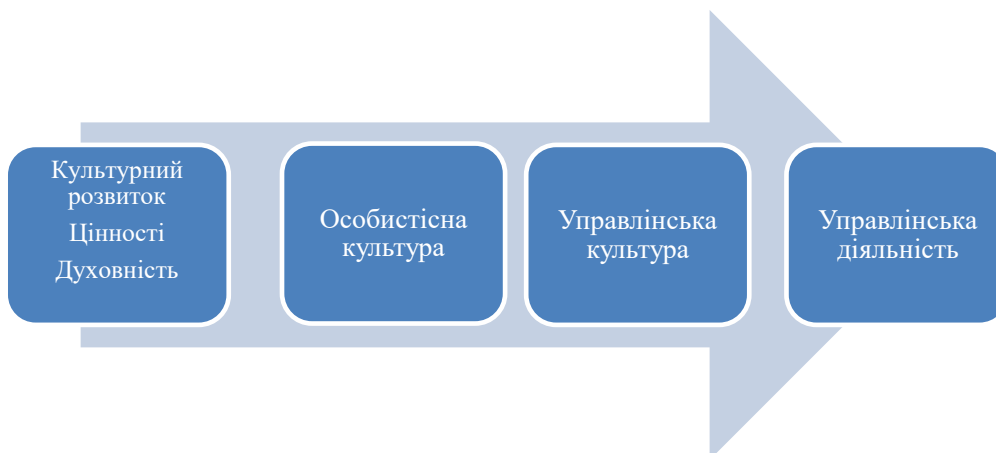 Культурний
розвиток
Цінності
Духовність
Особистісна
культура
Управлінська
культура
Управлінська
діяльність